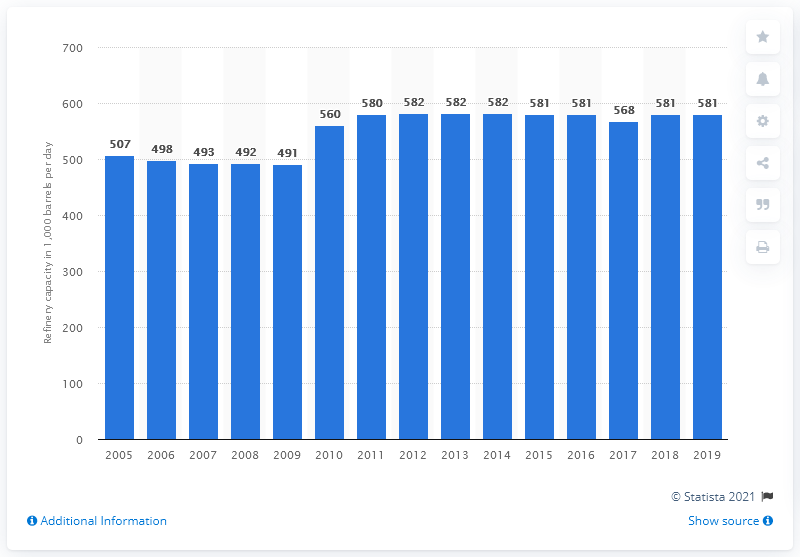 700
600
500
400
300
200
100
0
Refinery capacity in 1,000 barrels per day
507 498 493 492 491 560 580 582 582 582 581 581 568 581 581
2005 2006 2007 2008 2009 2010 2011 2012 2013 2014 2015 2016 2017 2018 2019
© Statista 2021
Additional Information
Show source